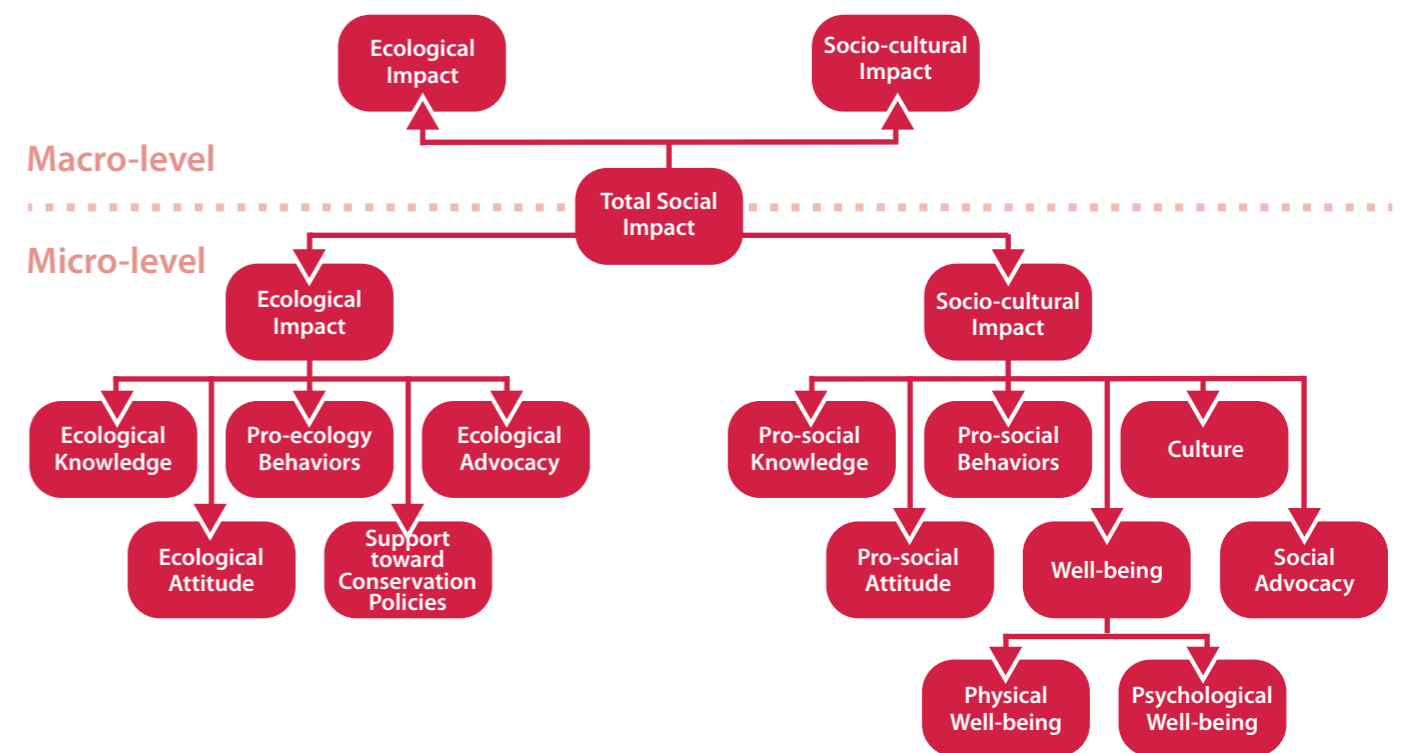 Ecological
Impact
Socio-cultural
Impact
Macro-level
Total Social
Impact
Micro-level
Ecological
Impact
Socio-cultural
Impact
Ecological
Knowledge
Pro-ecology
Behaviors
Ecological
Advocacy
Pro-social
Knowledge
Pro-social
Behaviors
Culture
Ecological
Attitude
Support
toward
Conservation
Policies
Pro-social
Attitude
Well-being
Social
Advocacy
Physical
Well-being
Psychological
Well-being